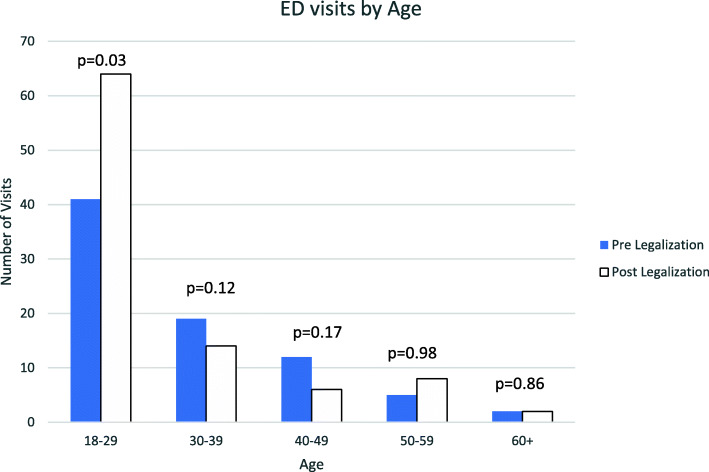 ED visits by Age
70
60
50
40
30
20
10
0
Number of Visits
p=0.03
p=0.12
p=0.17
p=0.98
p=0.86
18-29
30-39
40-49
50-59
60+
Age
Pre Legalization
Post Legalization